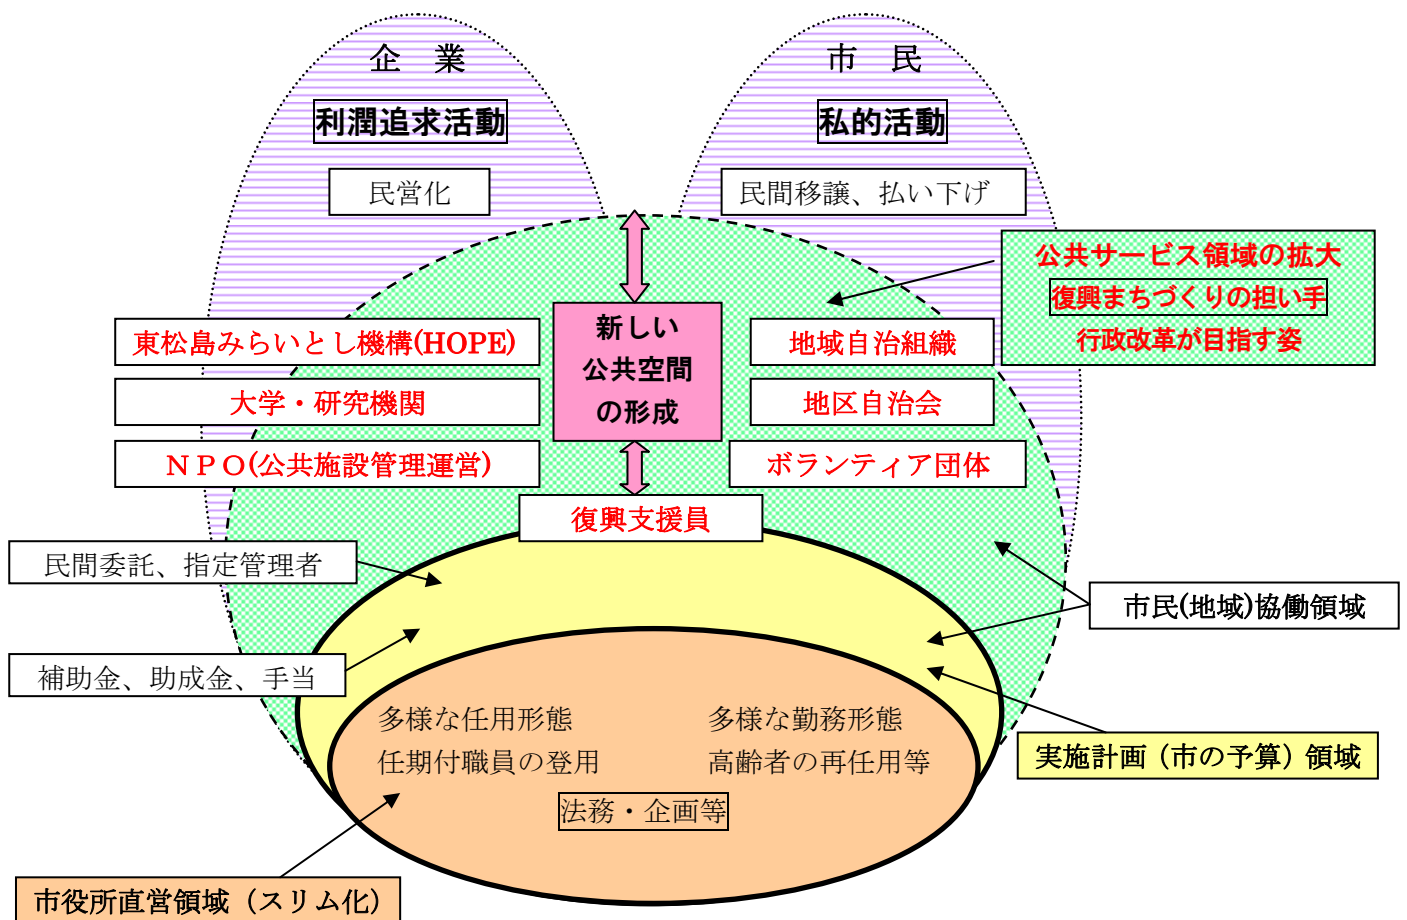 企　業
利潤追求活動
民営化
市　民
私的活動
民間移譲、払い下げ
公共サービス領域の拡大
復興まちづくりの担い手
行政改革が目指す姿
新しい
公共空間
の形成
東松島みらいとし機構(HOPE)
大学・研究機関
ＮＰＯ(公共施設管理運営)
地域自治組織
地区自治会
ボランティア団体
復興支援員
民間委託、指定管理者
補助金、助成金、手当
市民(地域)協働領域
実施計画（市の予算）領域
多様な任用形態
任期付職員の登用
多様な勤務形態
高齢者の再任用等
法務・企画等
市役所直営領域（スリム化）